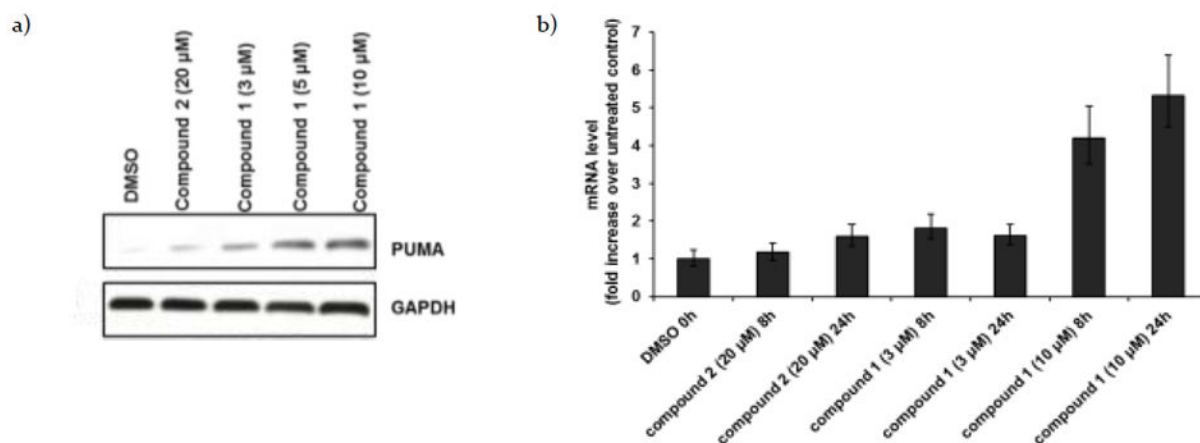 a)
DMSO
Compound 2 (20 µM)
Compound 1 (3 µM)
Compound 1 (5 µM)
Compound 1 (10 µM)
PUMA
GAPDH
b)
mRNA level
(fold increase over untreated control)
7
6
5
4
3
2
1
0
DMSO 0h
compound 2 (20 µM) 8h
compound 2 (20 µM) 24h
compound 1 (3 µM) 8h
compound 1 (3 µM) 24h
compound 1 (10 µM) 8h
compound 1 (10 µM) 24h